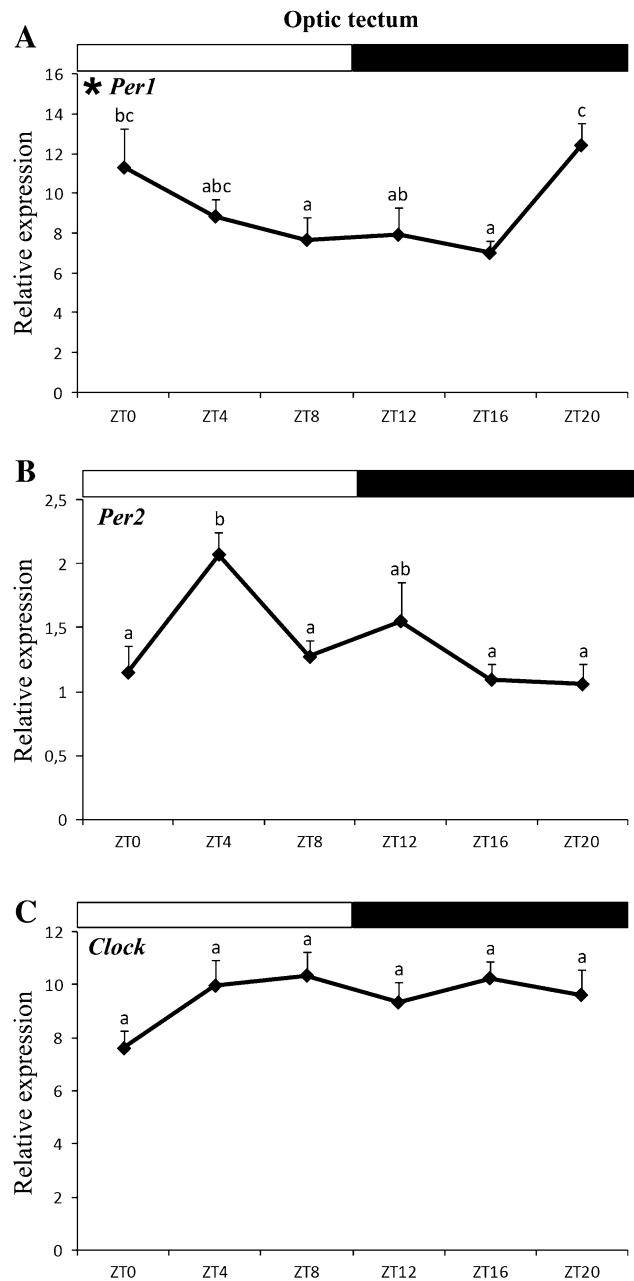 Optic tectum
A
* Per1
Relative expression
16
14
12
10
8
6
4
2
0
bc
abc
a
ab
a
c
ZT0 ZT4 ZT8 ZT12 ZT16 ZT20
B
Per2
Relative expression
2,5
2
1,5
1
0,5
0
a
b
a
ab
a
a
ZT0 ZT4 ZT8 ZT12 ZT16 ZT20
C
Clock
Relative expression
12
10
8
6
4
2
0
a
a
a
a
a
a
ZT0 ZT4 ZT8 ZT12 ZT16 ZT20